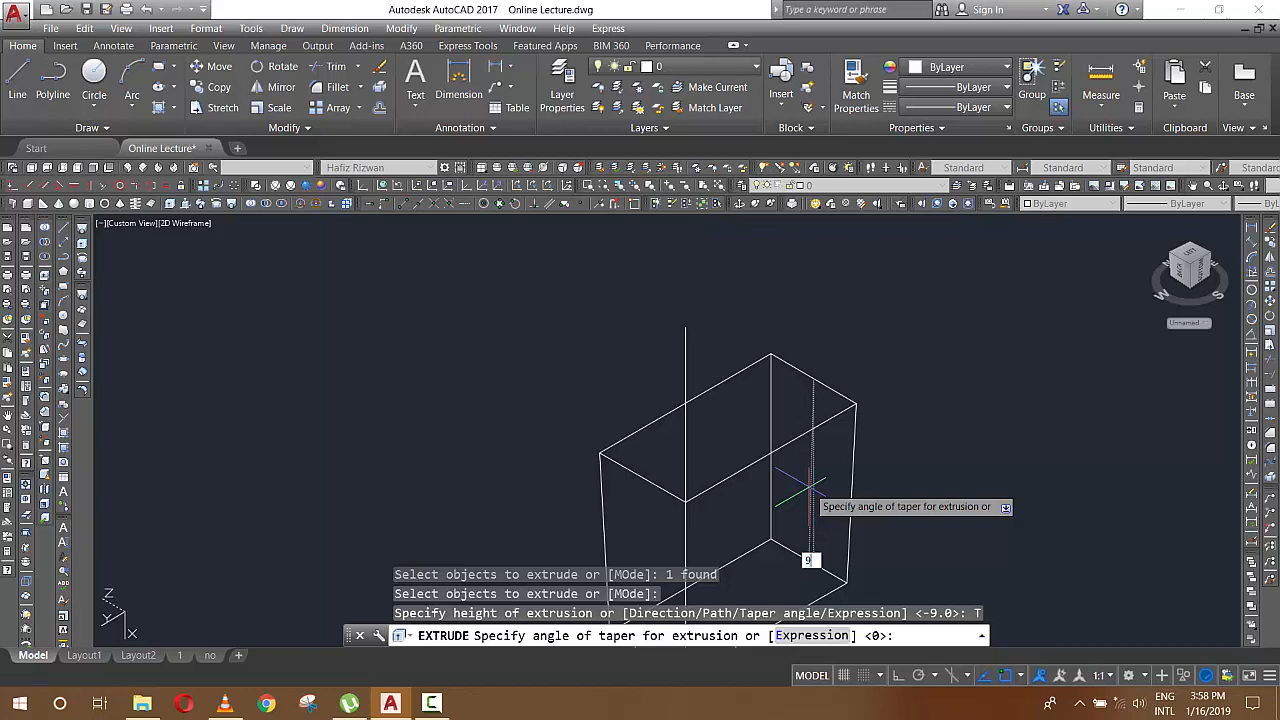 Autodesk AutoCAD 2017 Online Lecture.dwg
Type a keyword or phrase
Sign In
File Edit View Insert Format Tools Draw Dimension Modify Parametric Window Help Express
Home Insert Annotate Parametric View Manage Output Add-ins A360 Express Tools Featured Apps BIM 360 Performance
Move Rotate Trim
0
ByLayer
Line Polyline Circle Arc
Copy Mirror Fillet
Text Dimension
Layer Properties
Make Current
Insert
Match Properties
ByLayer
Group
Measure
Paste
Base
Stretch Scale Array
Table
Match Layer
ByLayer
Draw Modify Annotation Layers Block Properties Groups Utilities Clipboard View
Start Online Lecture*
Hafiz Rizwan
Standard Standard Standard Standard
0
ByLayer ByLayer
[−][Custom View][2D Wireframe]
W S
Unnamed
Specify angle of taper for extrusion or
9
Select objects to extrude or [MOde]: 1 found
Select objects to extrude or [MOde]:
Specify height of extrusion or [Direction/Path/Taper angle/Expression] <-9.0>: T
EXTRUDE Specify angle of taper for extrusion or [Expression] <0>:
Z
Y X
Model Layout1 Layout2 1 no
MODEL
1:1
ENG
INTL
3:58 PM
1/16/2019